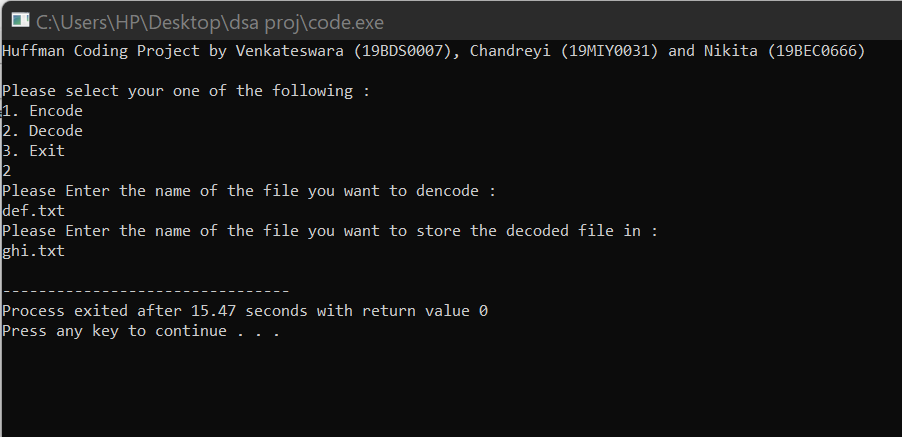 C:\Users\HP\Desktop\dsa proj\code.exe
Huffman Coding Project by Venkateswara (19BDS0007), Chandreyi (19MIY0031) and Nikita (19BEC0666)
Please select your one of the following :
1. Encode
2. Decode
3. Exit
2
Please Enter the name of the file you want to dencode :
def.txt
Please Enter the name of the file you want to store the decoded file in :
ghi.txt
--------------------------------
Process exited after 15.47 seconds with return value 0
Press any key to continue . . .